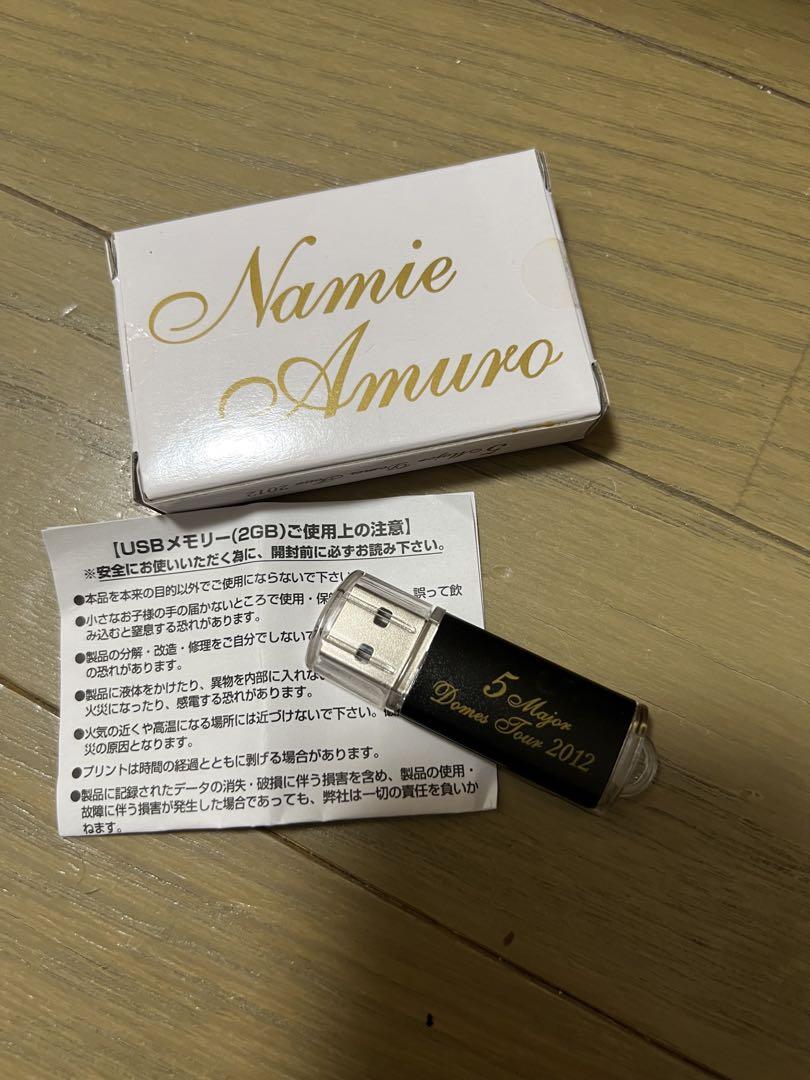 Namie
Amuro
5 Major Domes Tour 2012
【USBメモリー(2GB)ご使用上の注意】
※安全にお使いいただく為に、開封前に必ずお読み下さい。
●本品を本来の目的以外でご使用にならないで下さい
●小さなお子様の手の届かないところで使用・保 誤って飲
み込むと窒息する恐れがあります。
●製品の分解・改造・修理をご自分でしないで
の恐れがあります。
●製品に液体をかけたり、異物を内部に入れな
火災になったり、感電する恐れがあります。
●火気の近くや高温になる場所には近づけないで下さい。
災の原因となります。
●プリントは時間の経過とともに剥げる場合があります。
●製品に記録されたデータの消失・破損に伴う損害を含め、製品の使用・
故障に伴う損害が発生した場合であっても、弊社は一切の責任を負いか
ねます。
5 Major
Domes Tour 2012